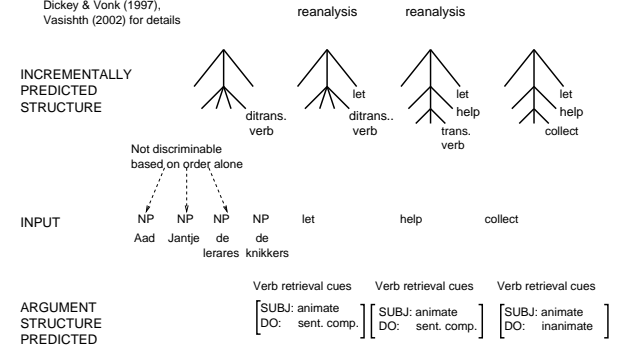 Dickey & Vonk (1997),
Vasishth (2002) for details
reanalysis reanalysis
INCREMENTALLY
PREDICTED
STRUCTURE
ditrans.
verb
let
ditrans..
verb
let
help
trans.
verb
let
help
collect
Not discriminable
based on order alone
INPUT
NP NP NP NP let help collect
Aad Jantje de de
lerares knikkers
Verb retrieval cues Verb retrieval cues Verb retrieval cues
ARGUMENT
STRUCTURE
PREDICTED
SUBJ: animate
DO: sent. comp.
SUBJ: animate
DO: sent. comp.
SUBJ: animate
DO: inanimate